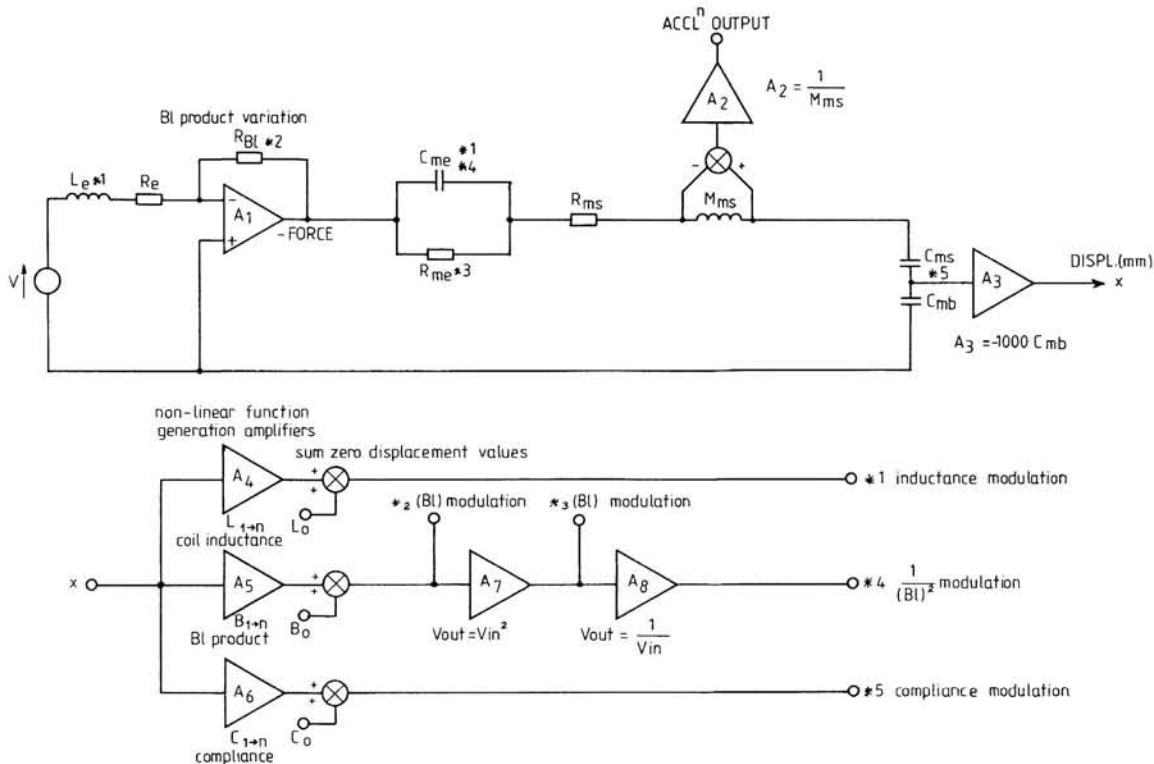 ACCLⁿ OUTPUT
A2
A2 = 1/Mms
Bl product variation
RBl *2
Le *1
Re
A1
-
+
-FORCE
V
Cme *1 *4
Rme *3
Rms
-
+
Mms
Cms
*5
Cmb
A3
DISPL.(mm)
x
A3 = -1000 Cmb
non-linear function
generation amplifiers
sum zero displacement values
A4
+
+
L1→n
Lo
coil inductance
*1 inductance modulation
*2 (Bl) modulation
*3 (Bl) modulation
x
A5
+
+
B1→n
Bo
Bl product
A7
Vout = Vin²
A8
Vout = 1/Vin
*4 1/(Bl)² modulation
A6
+
+
C1→n
Co
compliance
*5 compliance modulation